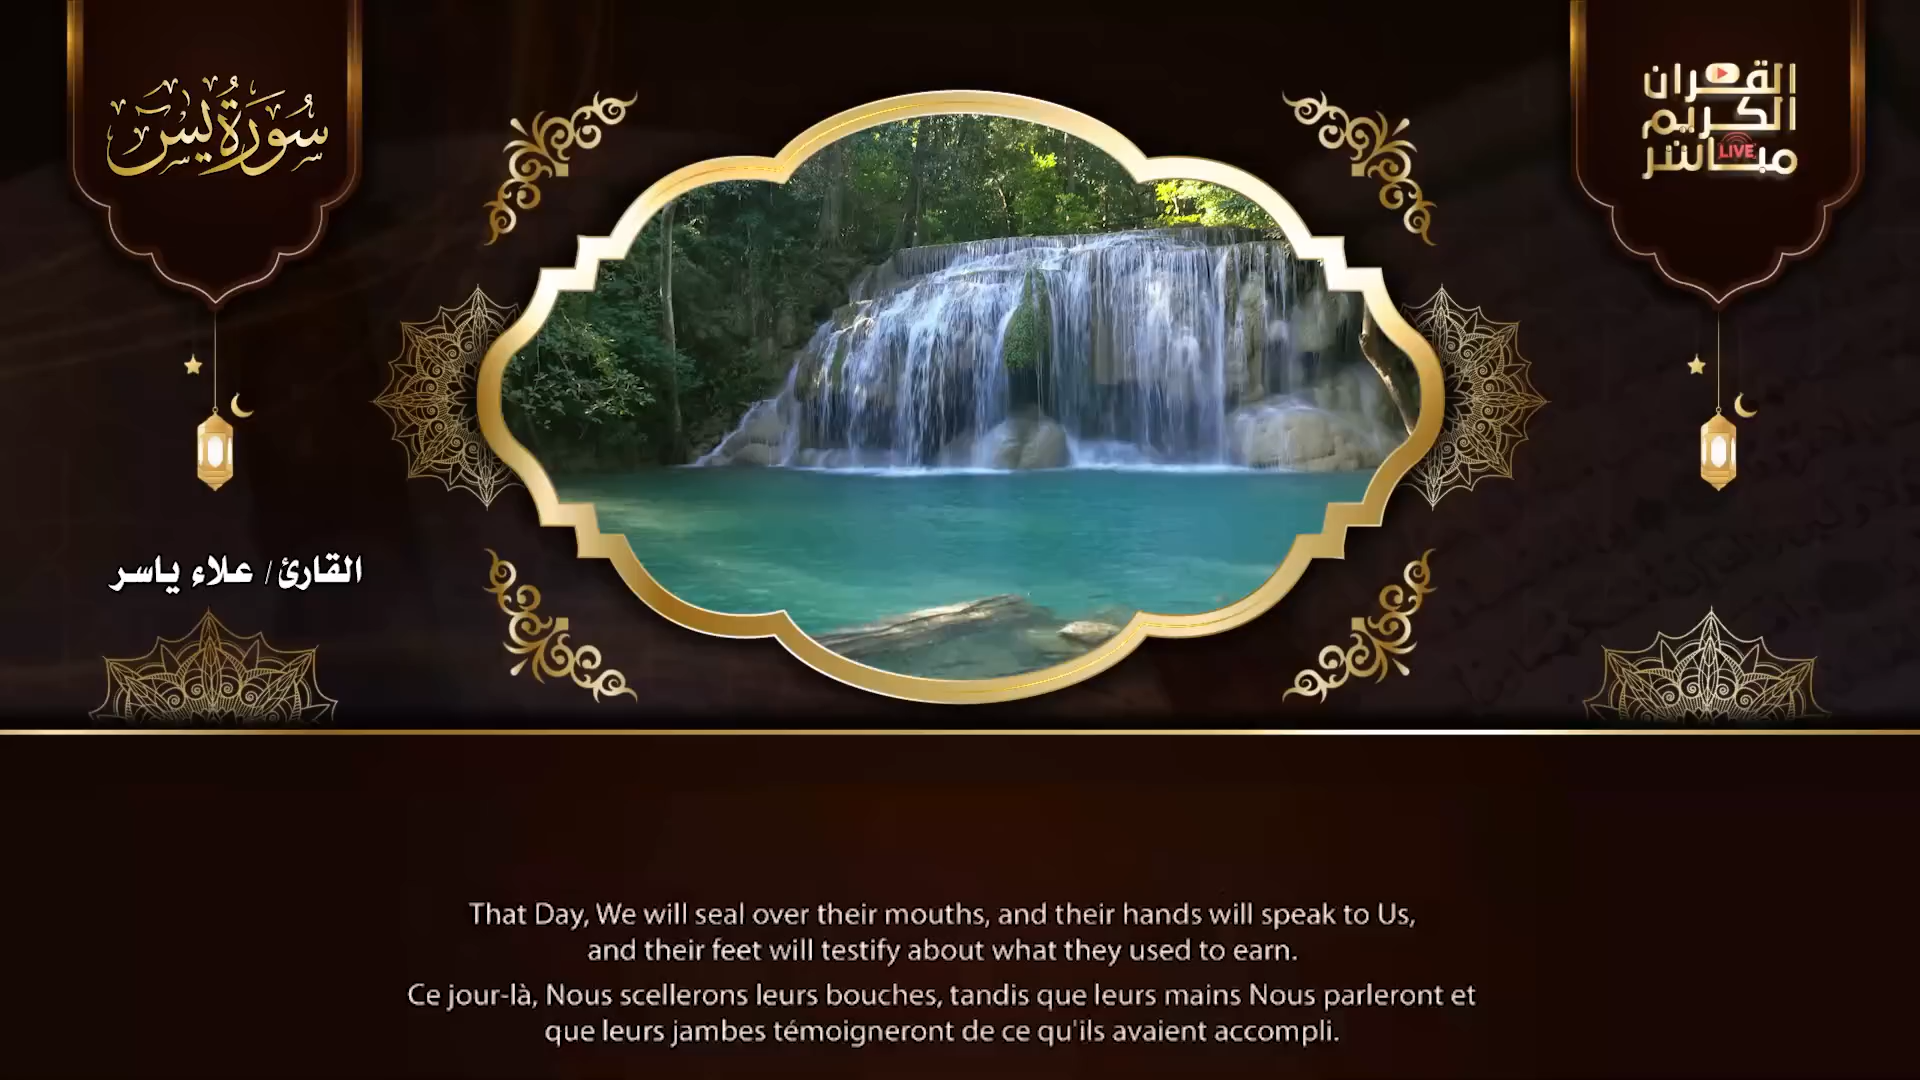 سُورَةُ يس
القرآن
الكريم
LIVE
مباشر
القارئ / علاء ياسر
That Day, We will seal over their mouths, and their hands will speak to Us,
and their feet will testify about what they used to earn.
Ce jour-là, Nous scellerons leurs bouches, tandis que leurs mains Nous parleront et
que leurs jambes témoigneront de ce qu'ils avaient accompli.